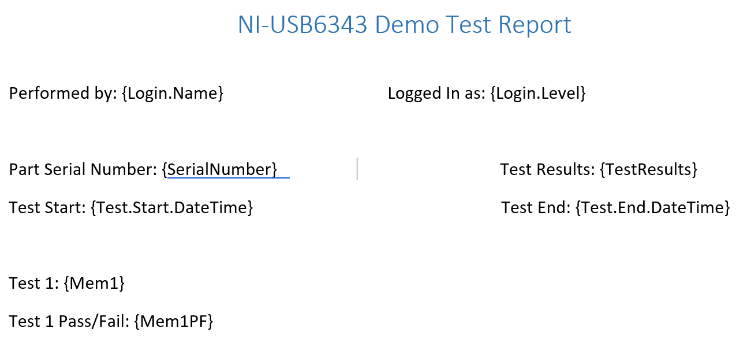 NI-USB6343 Demo Test Report
Performed by: {Login.Name} Logged In as: {Login.Level}
Part Serial Number: {SerialNumber} Test Results: {TestResults}
Test Start: {Test.Start.DateTime} Test End: {Test.End.DateTime}
Test 1: {Mem1}
Test 1 Pass/Fail: {Mem1PF}